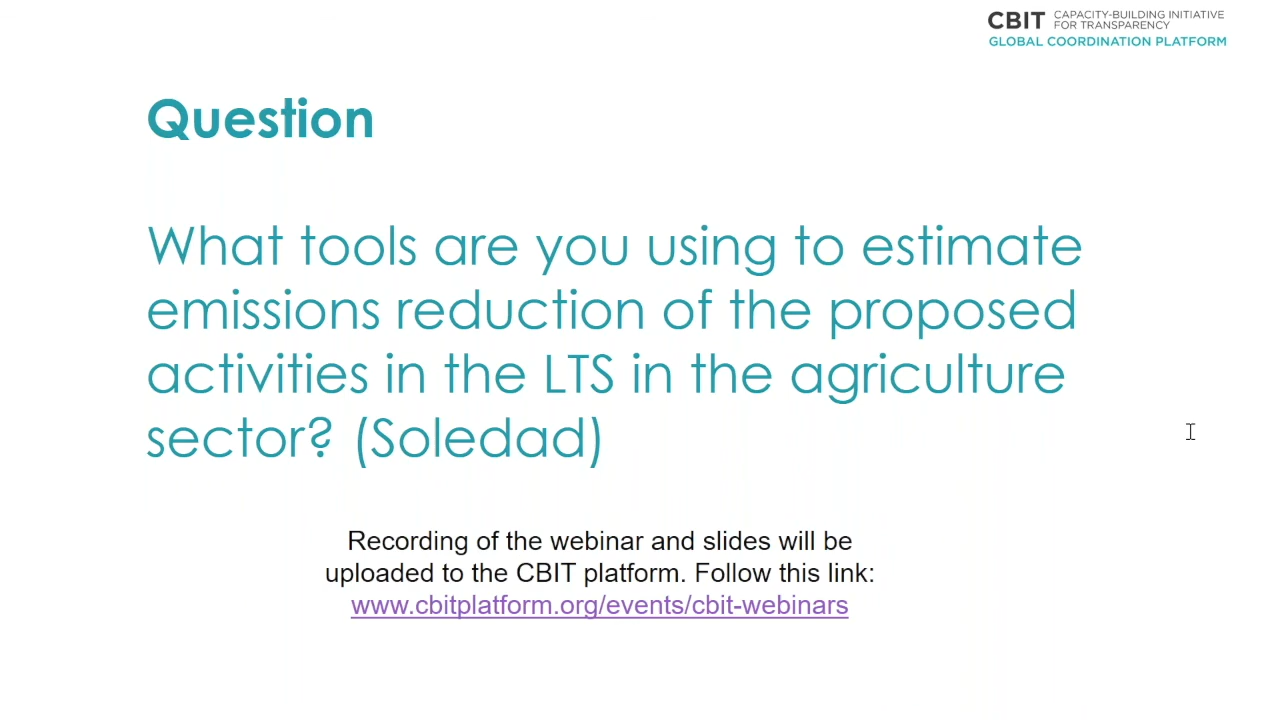 CBIT CAPACITY-BUILDING INITIATIVE
FOR TRANSPARENCY
GLOBAL COORDINATION PLATFORM
Question
What tools are you using to estimate
emissions reduction of the proposed
activities in the LTS in the agriculture
sector? (Soledad)
Recording of the webinar and slides will be
uploaded to the CBIT platform. Follow this link:
www.cbitplatform.org/events/cbit-webinars